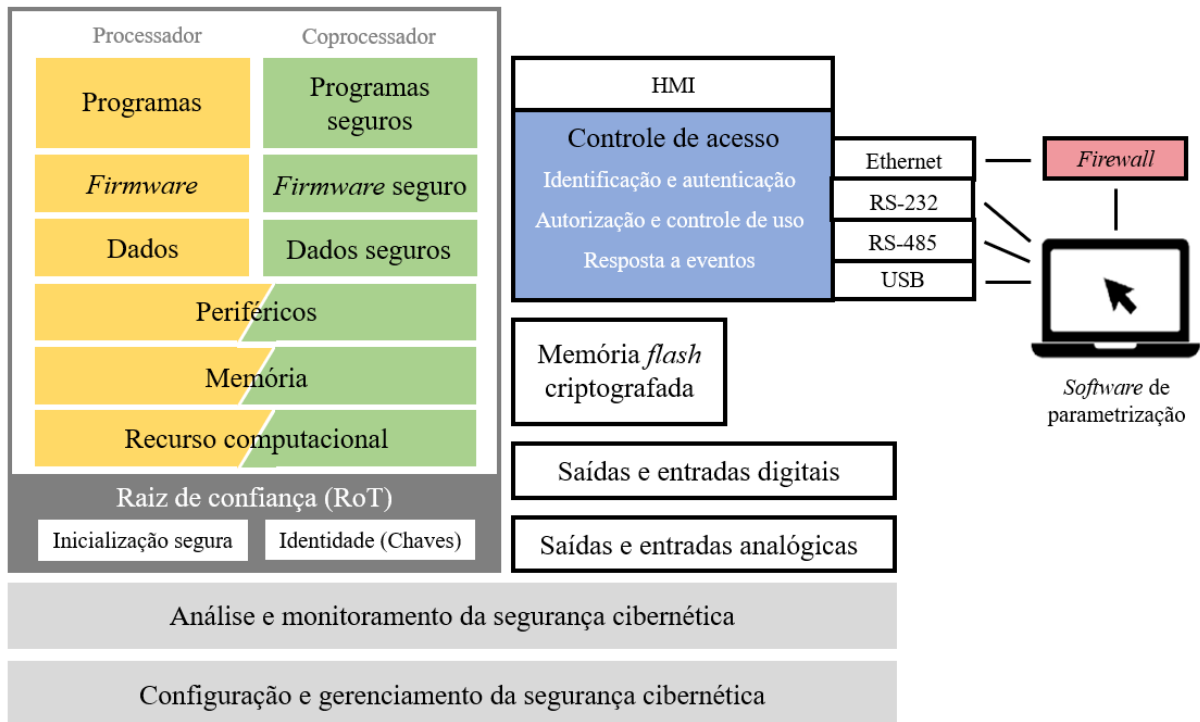 Processador
Coprocessador
Programas
Programas
seguros
Firmware
Firmware seguro
Dados
Dados seguros
Periféricos
Memória
Recurso computacional
Raiz de confiança (RoT)
Inicialização segura
Identidade (Chaves)
HMI
Controle de acesso
Identificação e autenticação
Autorização e controle de uso
Resposta a eventos
Ethernet
RS-232
RS-485
USB
Firewall
Software de
parametrização
Memória flash
criptografada
Saídas e entradas digitais
Saídas e entradas analógicas
Análise e monitoramento da segurança cibernética
Configuração e gerenciamento da segurança cibernética